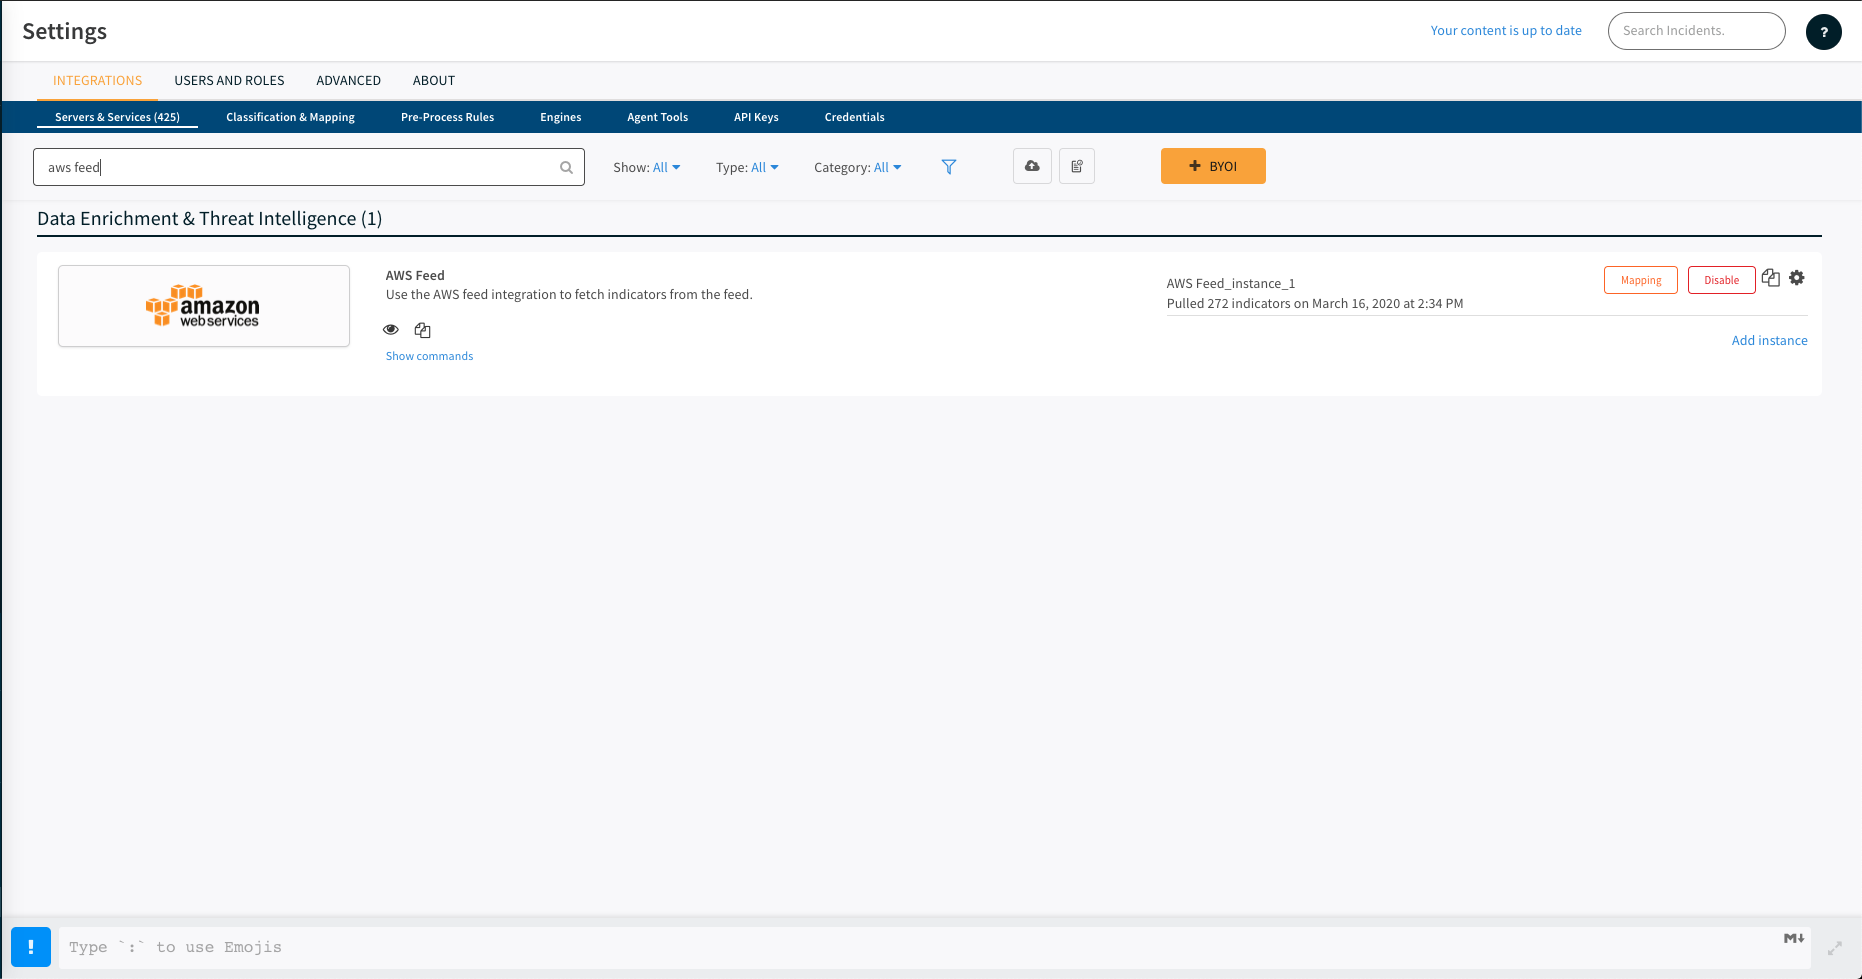 Settings
Your content is up to date
Search Incidents.
?
INTEGRATIONS
USERS AND ROLES
ADVANCED
ABOUT
Servers & Services (425)
Classification & Mapping
Pre-Process Rules
Engines
Agent Tools
API Keys
Credentials
aws feed
Show: All
Type: All
Category: All
+ BYOI
Data Enrichment & Threat Intelligence (1)
amazon
web services
AWS Feed
Use the AWS feed integration to fetch indicators from the feed.
Show commands
AWS Feed_instance_1
Pulled 272 indicators on March 16, 2020 at 2:34 PM
Mapping
Disable
Add instance
!
Type `:` to use Emojis
M↓